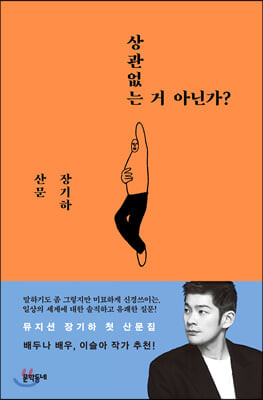 상관없는 거 아닌가?
장기하
산문
말하기도 좀 그렇지만 미묘하게 신경쓰이는,
일상의 세계에 대한 솔직하고 유쾌한 질문!
뮤지션 장기하 첫 산문집
배두나 배우, 이슬아 작가 추천!
문학동네